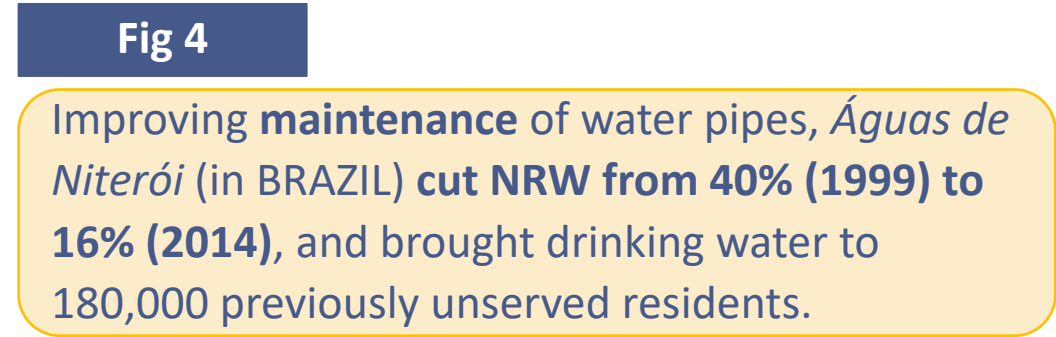 Fig 4
Improving maintenance of water pipes, Águas de
Niterói (in BRAZIL) cut NRW from 40% (1999) to
16% (2014), and brought drinking water to
180,000 previously unserved residents.